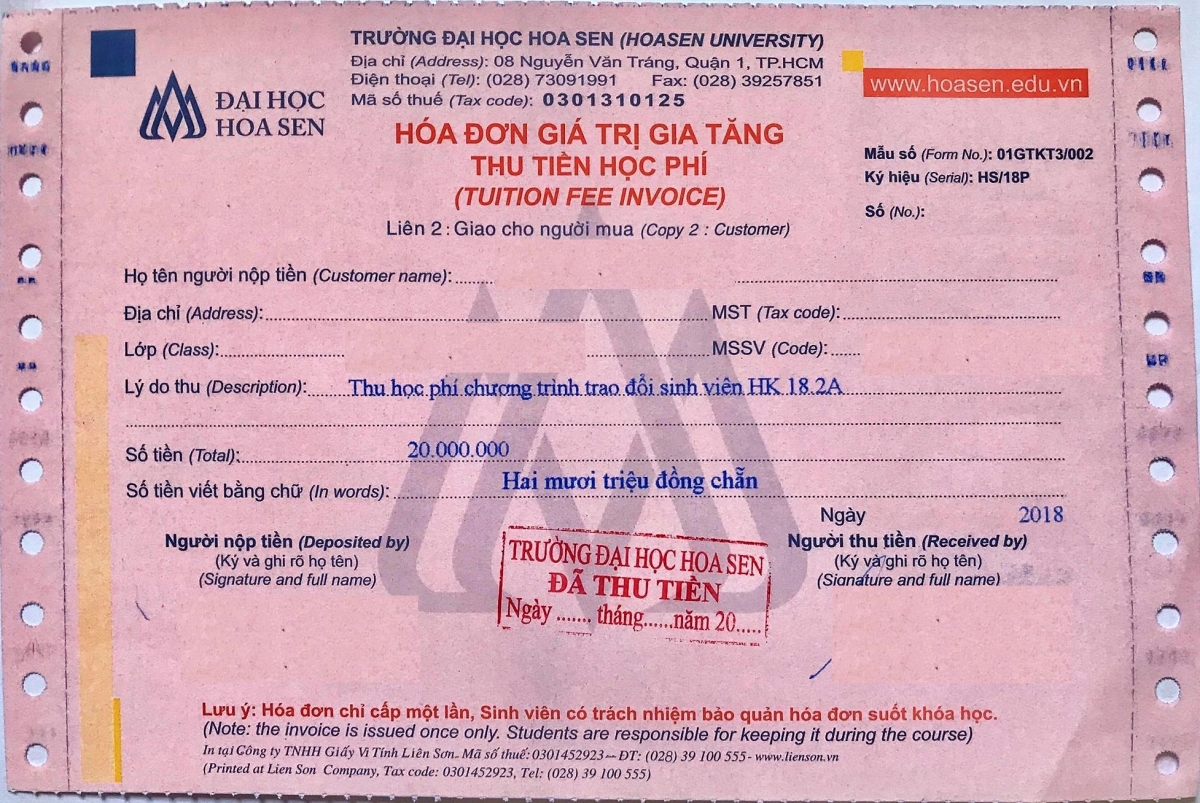 TRƯỜNG ĐẠI HỌC HOA SEN (HOASEN UNIVERSITY)
Địa chỉ (Address): 08 Nguyễn Văn Tráng, Quận 1, TP.HCM
Điện thoại (Tel): (028) 73091991 Fax: (028) 39257851
Mã số thuế (Tax code): 0301310125
www.hoasen.edu.vn
ĐẠI HỌC
HOA SEN
HÓA ĐƠN GIÁ TRỊ GIA TĂNG
THU TIỀN HỌC PHÍ
(TUITION FEE INVOICE)
Liên 2 : Giao cho người mua (Copy 2 : Customer)
Mẫu số (Form No.): 01GTKT3/002
Ký hiệu (Serial): HS/18P
Số (No.):
Họ tên người nộp tiền (Customer name):
Địa chỉ (Address): MST (Tax code):
Lớp (Class): MSSV (Code):
Lý do thu (Description): Thu học phí chương trình trao đổi sinh viên HK 18.2A
Số tiền (Total): 20.000.000
Số tiền viết bằng chữ (In words): Hai mươi triệu đồng chẵn
Ngày 2018
Người nộp tiền (Deposited by) Người thu tiền (Received by)
(Ký và ghi rõ họ tên) (Ký và ghi rõ họ tên)
(Signature and full name) (Signature and full name)
TRƯỜNG ĐẠI HỌC HOA SEN
ĐÃ THU TIỀN
Ngày ....... tháng......năm 20.....
Lưu ý: Hóa đơn chỉ cấp một lần, Sinh viên có trách nhiệm bảo quản hóa đơn suốt khóa học.
(Note: the invoice is issued once only. Students are responsible for keeping it during the course)
In tại Công ty TNHH Giấy Vi Tính Liên Sơn.. Mã số thuế: 0301452923 – ĐT: (028) 39 100 555 - www.lienson.vn
(Printed at Lien Son Company, Tax code: 0301452923, Tel: (028) 39 100 555)